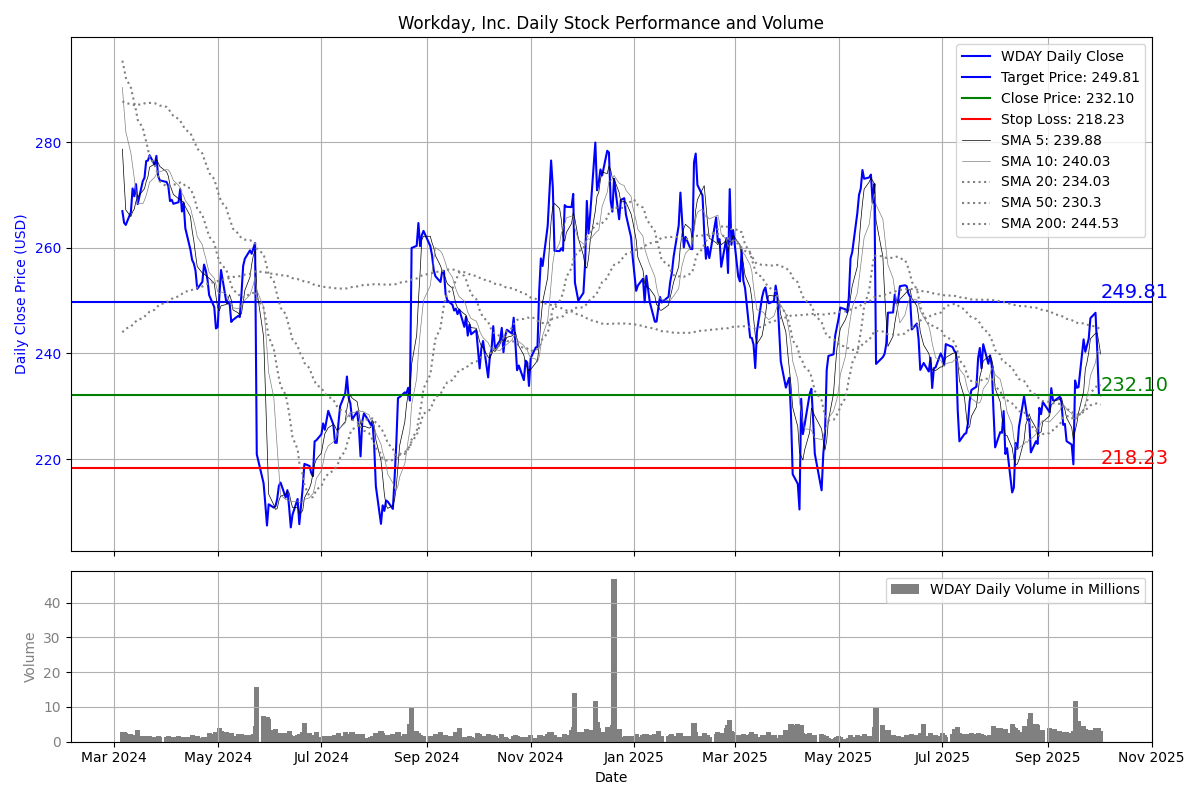 Workday, Inc. Daily Stock Performance and Volume
WDAY Daily Close
Target Price: 249.81
Close Price: 232.10
Stop Loss: 218.23
SMA 5: 239.88
SMA 10: 240.03
SMA 20: 234.03
SMA 50: 230.3
SMA 200: 244.53
Daily Close Price (USD)
280
260
240
220
249.81
232.10
218.23
WDAY Daily Volume in Millions
Volume
40
30
20
10
0
Mar 2024 May 2024 Jul 2024 Sep 2024 Nov 2024 Jan 2025 Mar 2025 May 2025 Jul 2025 Sep 2025 Nov 2025
Date